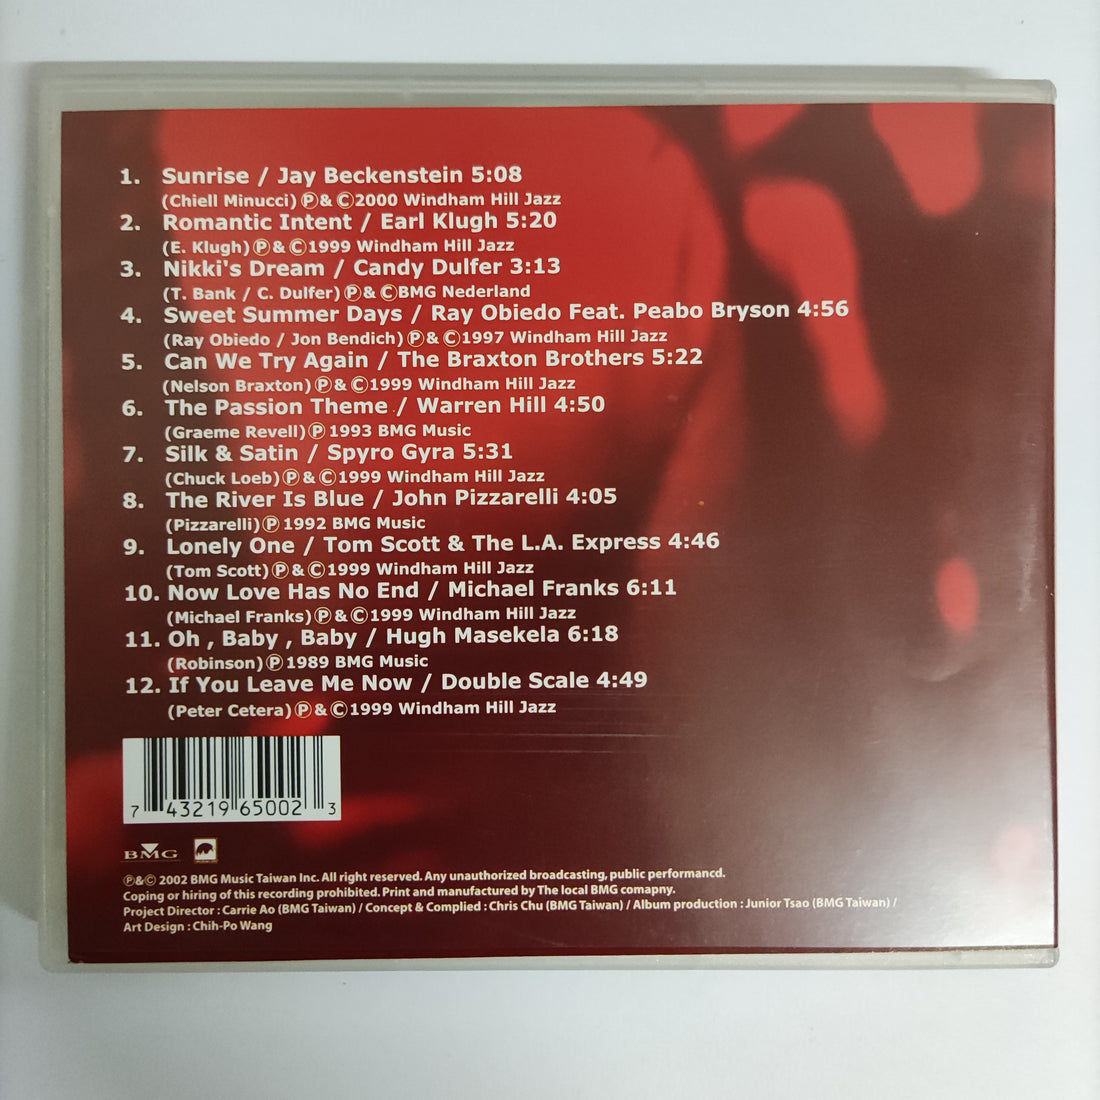 1. Sunrise / Jay Beckenstein 5:08
(Chiell Minucci) Ⓟ & Ⓒ 2000 Windham Hill Jazz
2. Romantic Intent / Earl Klugh 5:20
(E. Klugh) Ⓟ & Ⓒ 1999 Windham Hill Jazz
3. Nikki's Dream / Candy Dulfer 3:13
(T. Bank / C. Dulfer) Ⓟ & Ⓒ BMG Nederland
4. Sweet Summer Days / Ray Obiedo Feat. Peabo Bryson 4:56
(Ray Obiedo / Jon Bendich) Ⓟ & Ⓒ 1997 Windham Hill Jazz
5. Can We Try Again / The Braxton Brothers 5:22
(Nelson Braxton) Ⓟ & Ⓒ 1999 Windham Hill Jazz
6. The Passion Theme / Warren Hill 4:50
(Graeme Revell) Ⓟ 1993 BMG Music
7. Silk & Satin / Spyro Gyra 5:31
(Chuck Loeb) Ⓟ & Ⓒ 1999 Windham Hill Jazz
8. The River Is Blue / John Pizzarelli 4:05
(Pizzarelli) Ⓟ 1992 BMG Music
9. Lonely One / Tom Scott & The L.A. Express 4:46
(Tom Scott) Ⓟ & Ⓒ 1999 Windham Hill Jazz
10. Now Love Has No End / Michael Franks 6:11
(Michael Franks) Ⓟ & Ⓒ 1999 Windham Hill Jazz
11. Oh , Baby , Baby / Hugh Masekela 6:18
(Robinson) Ⓟ 1989 BMG Music
12. If You Leave Me Now / Double Scale 4:49
(Peter Cetera) Ⓟ & Ⓒ 1999 Windham Hill Jazz
7 43219 65002 3
BMG
Ⓟ&Ⓒ 2002 BMG Music Taiwan Inc. All right reserved. Any unauthorized broadcasting, public performancd.
Coping or hiring of this recording prohibited. Print and manufactured by The local BMG comapny.
Project Director : Carrie Ao (BMG Taiwan) / Concept & Complied : Chris Chu (BMG Taiwan) / Album production : Junior Tsao (BMG Taiwan) /
Art Design : Chih-Po Wang